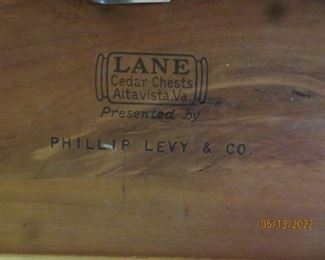 LANE
Cedar Chests
Altavista, Va.
Presented by
PHILLIP LEVY & CO.
05/13/2022